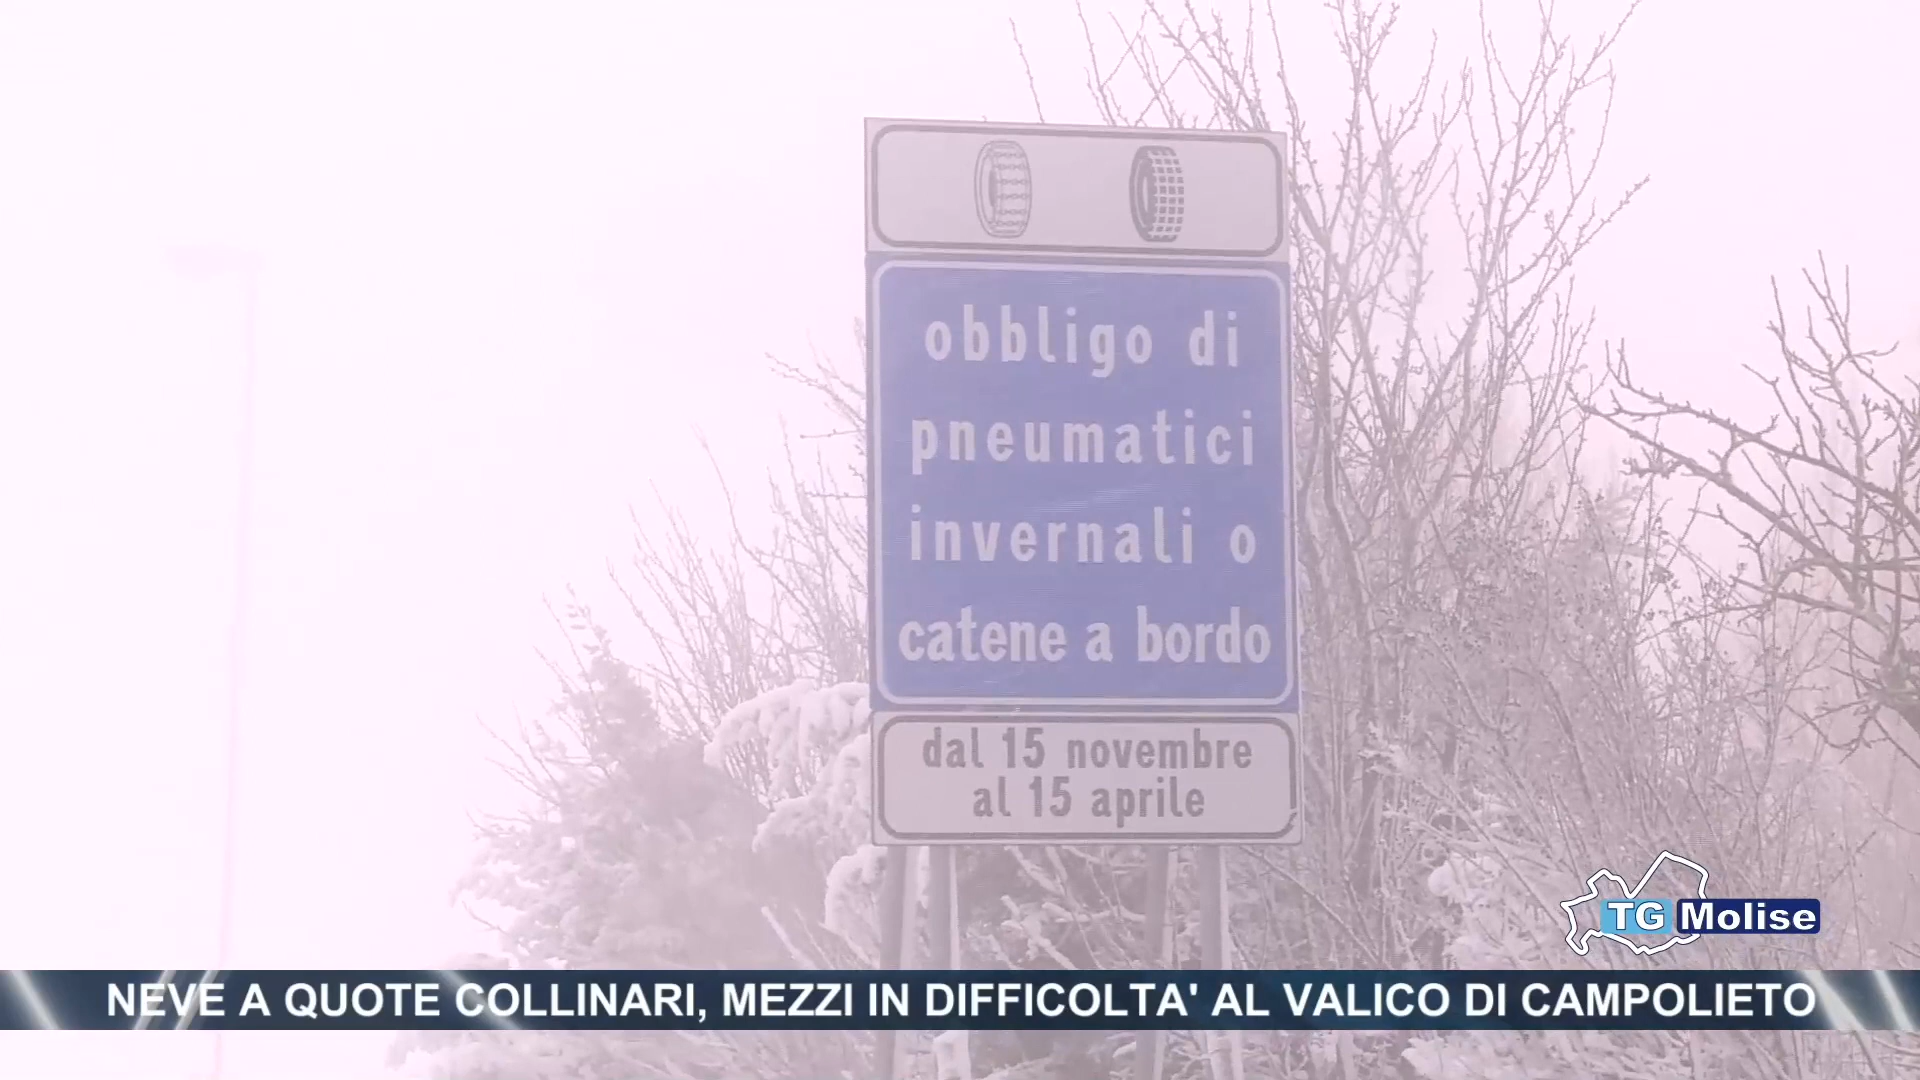 obbligo di
pneumatici
invernali o
catene a bordo
dal 15 novembre
al 15 aprile
TG Molise
NEVE A QUOTE COLLINARI, MEZZI IN DIFFICOLTA' AL VALICO DI CAMPOLIETO